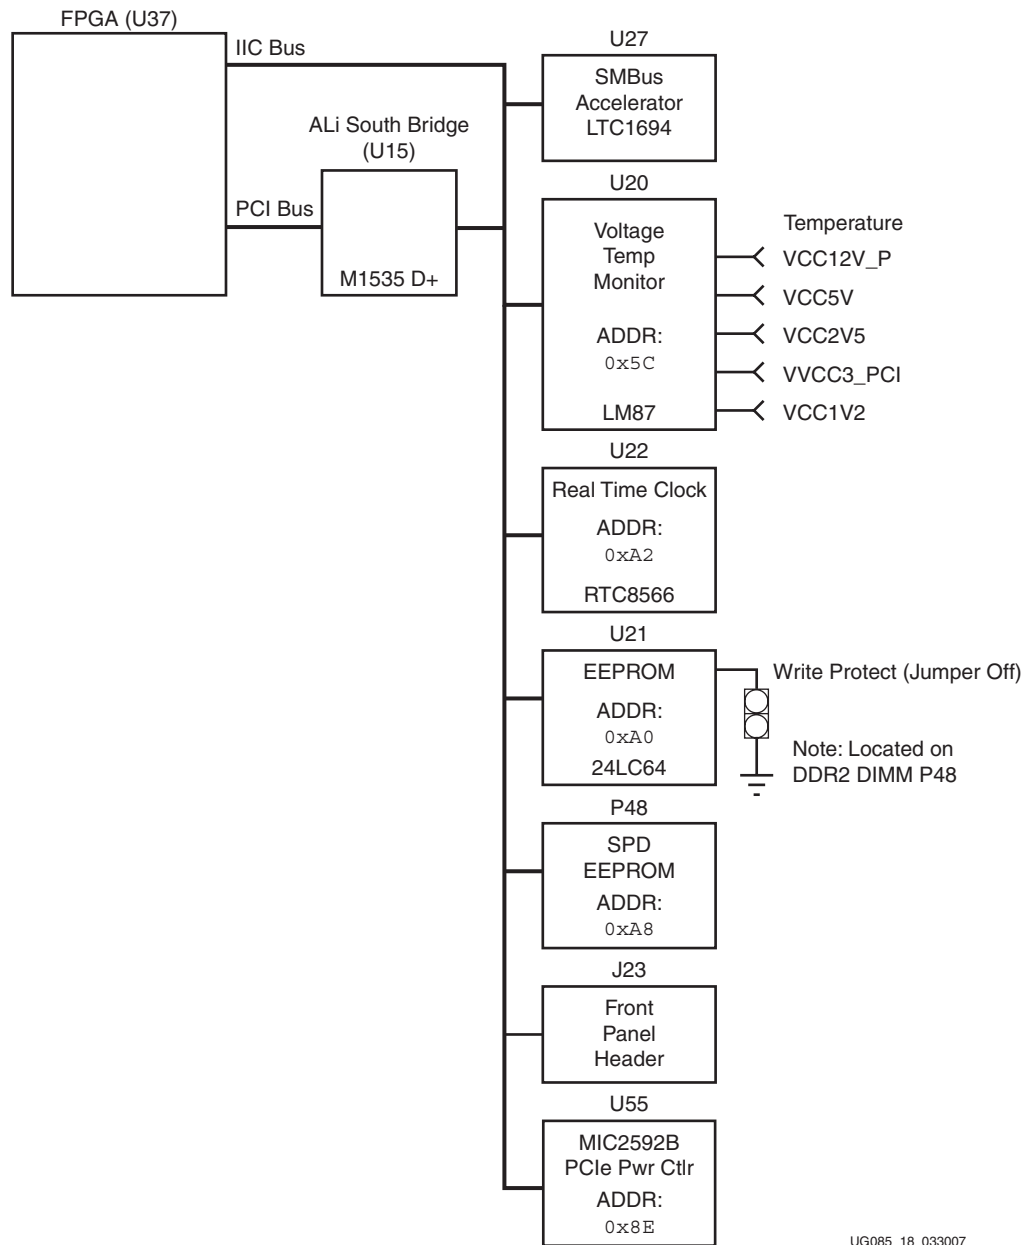 FPGA (U37)
IIC Bus
ALi South Bridge
(U15)
PCI Bus
M1535 D+
U27
SMBus
Accelerator
LTC1694
U20
Voltage
Temp
Monitor
ADDR:
0x5C
LM87
Temperature
VCC12V_P
VCC5V
VCC2V5
VVCC3_PCI
VCC1V2
U22
Real Time Clock
ADDR:
0xA2
RTC8566
U21
EEPROM
ADDR:
0xA0
24LC64
Write Protect (Jumper Off)
Note: Located on
DDR2 DIMM P48
P48
SPD
EEPROM
ADDR:
0xA8
J23
Front
Panel
Header
U55
MIC2592B
PCIe Pwr Ctlr
ADDR:
0x8E
UG085_18_033007